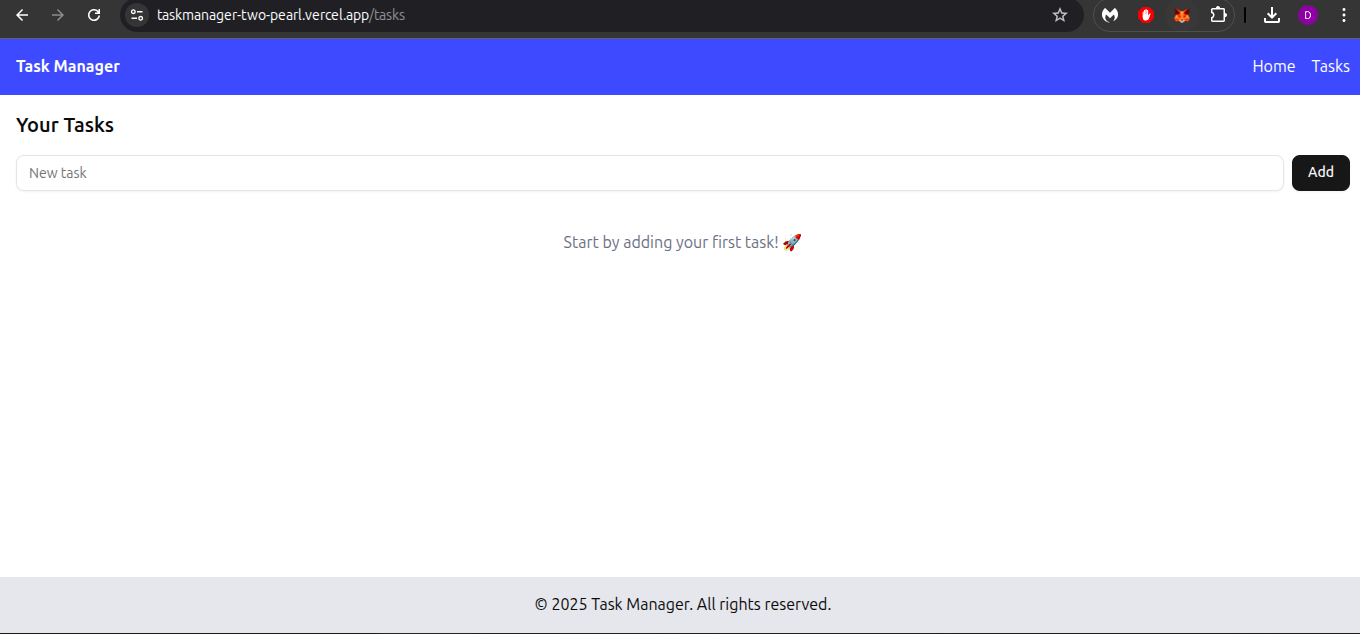 taskmanager-two-pearl.vercel.app/tasks
D
Task Manager
Home Tasks
Your Tasks
New task
Add
Start by adding your first task! 🚀
© 2025 Task Manager. All rights reserved.